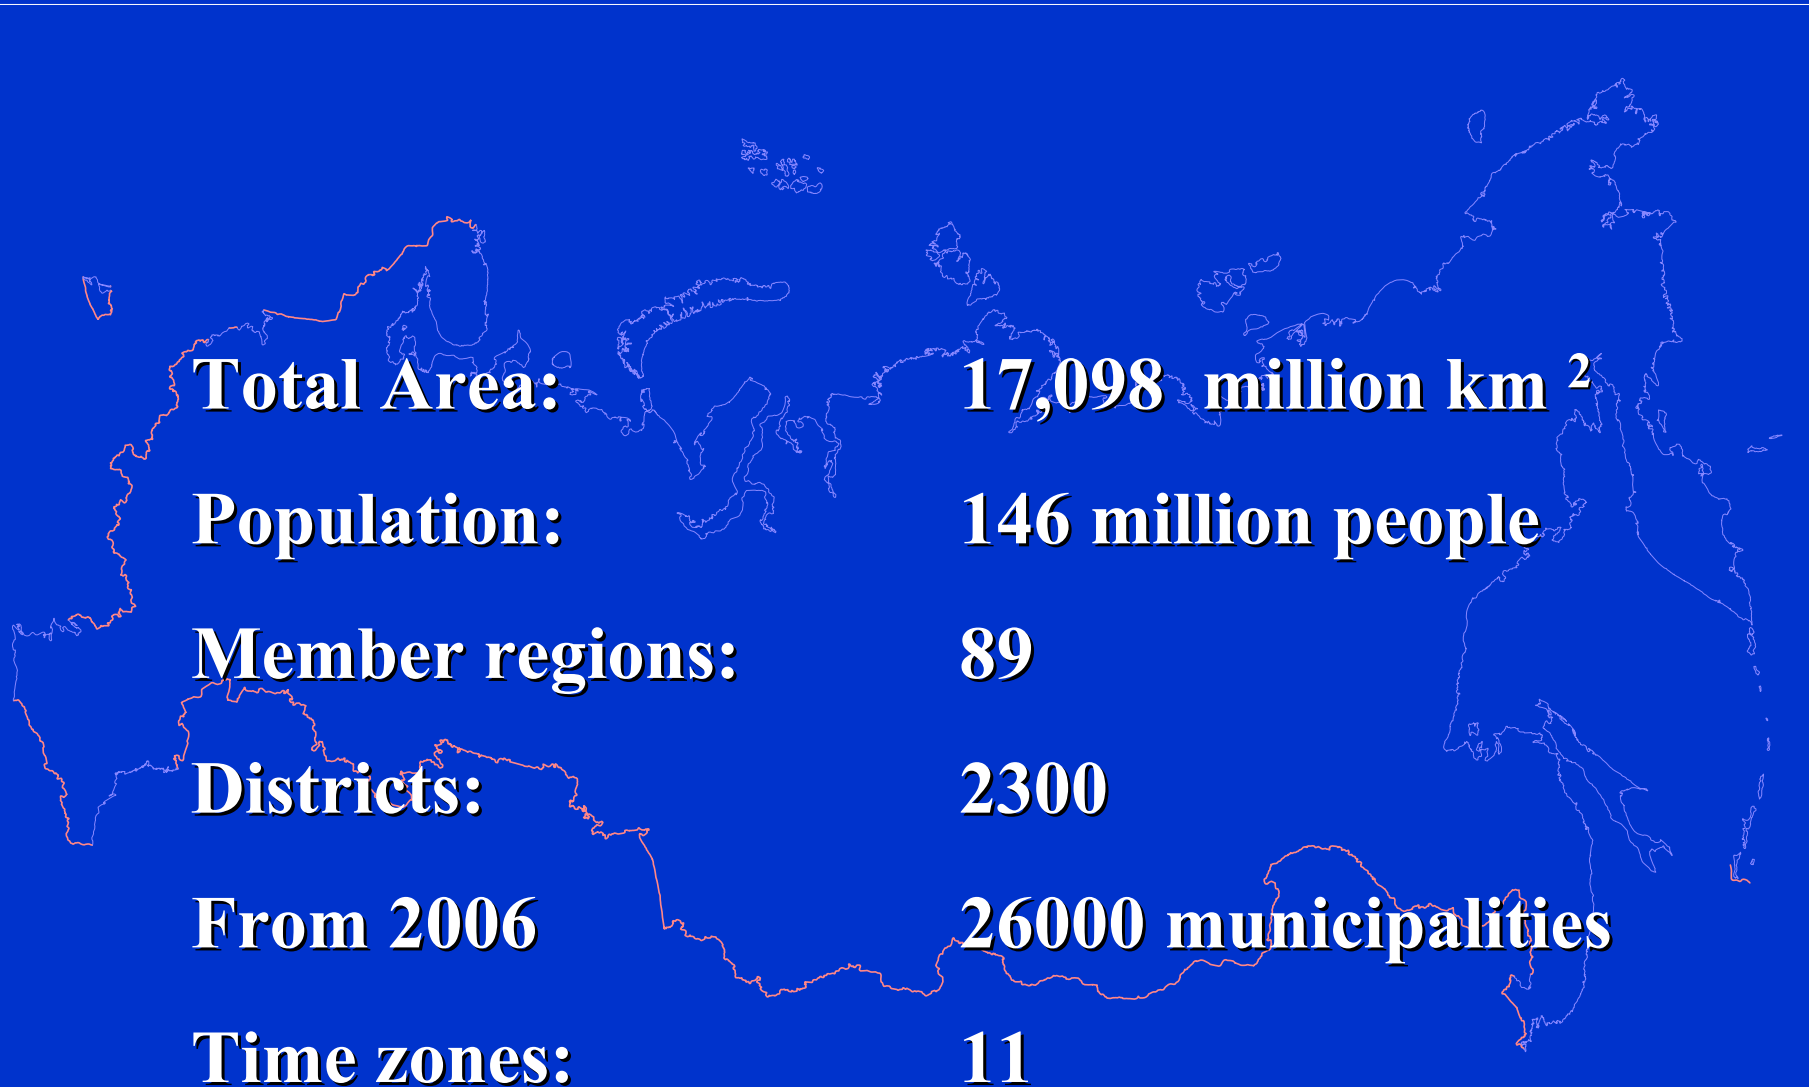 Total Area: 17,098 million km ²
Population: 146 million people
Member regions: 89
Districts: 2300
From 2006 26000 municipalities
Time zones: 11